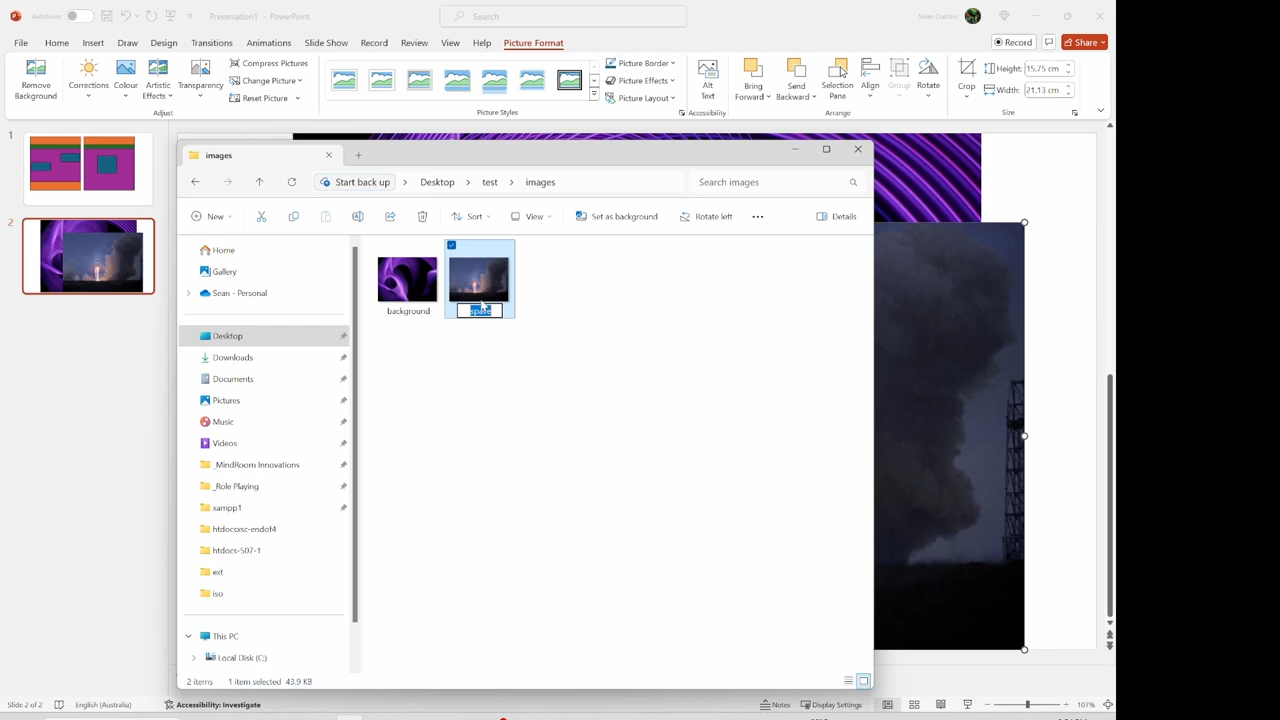 AutoSave
Presentation1 - PowerPoint
Search
Sean Costain
File Home Insert Draw Design Transitions Animations Slide Show Record Review View Help Picture Format
Record
Share
Remove Background
Corrections
Colour
Artistic Effects
Transparency
Compress Pictures
Change Picture
Reset Picture
Adjust
Picture Styles
Picture Border
Picture Effects
Picture Layout
Alt Text
Accessibility
Bring Forward
Send Backward
Selection Pane
Align
Group
Rotate
Arrange
Crop
Height: 15.75 cm
Width: 21.13 cm
Size
1
2
images
Start back up
Desktop
test
images
Search images
New
Sort
View
Set as background
Rotate left
Details
Home
Gallery
Sean - Personal
Desktop
Downloads
Documents
Pictures
Music
Videos
_MindRoom Innovations
_Role Playing
xampp1
htdocsxsc-endof4
htdocs-507-1
ext
iso
This PC
Local Disk (C:)
background
2 items
1 item selected 43.9 KB
Slide 2 of 2
English (Australia)
Accessibility: Investigate
Notes
Display Settings
107%